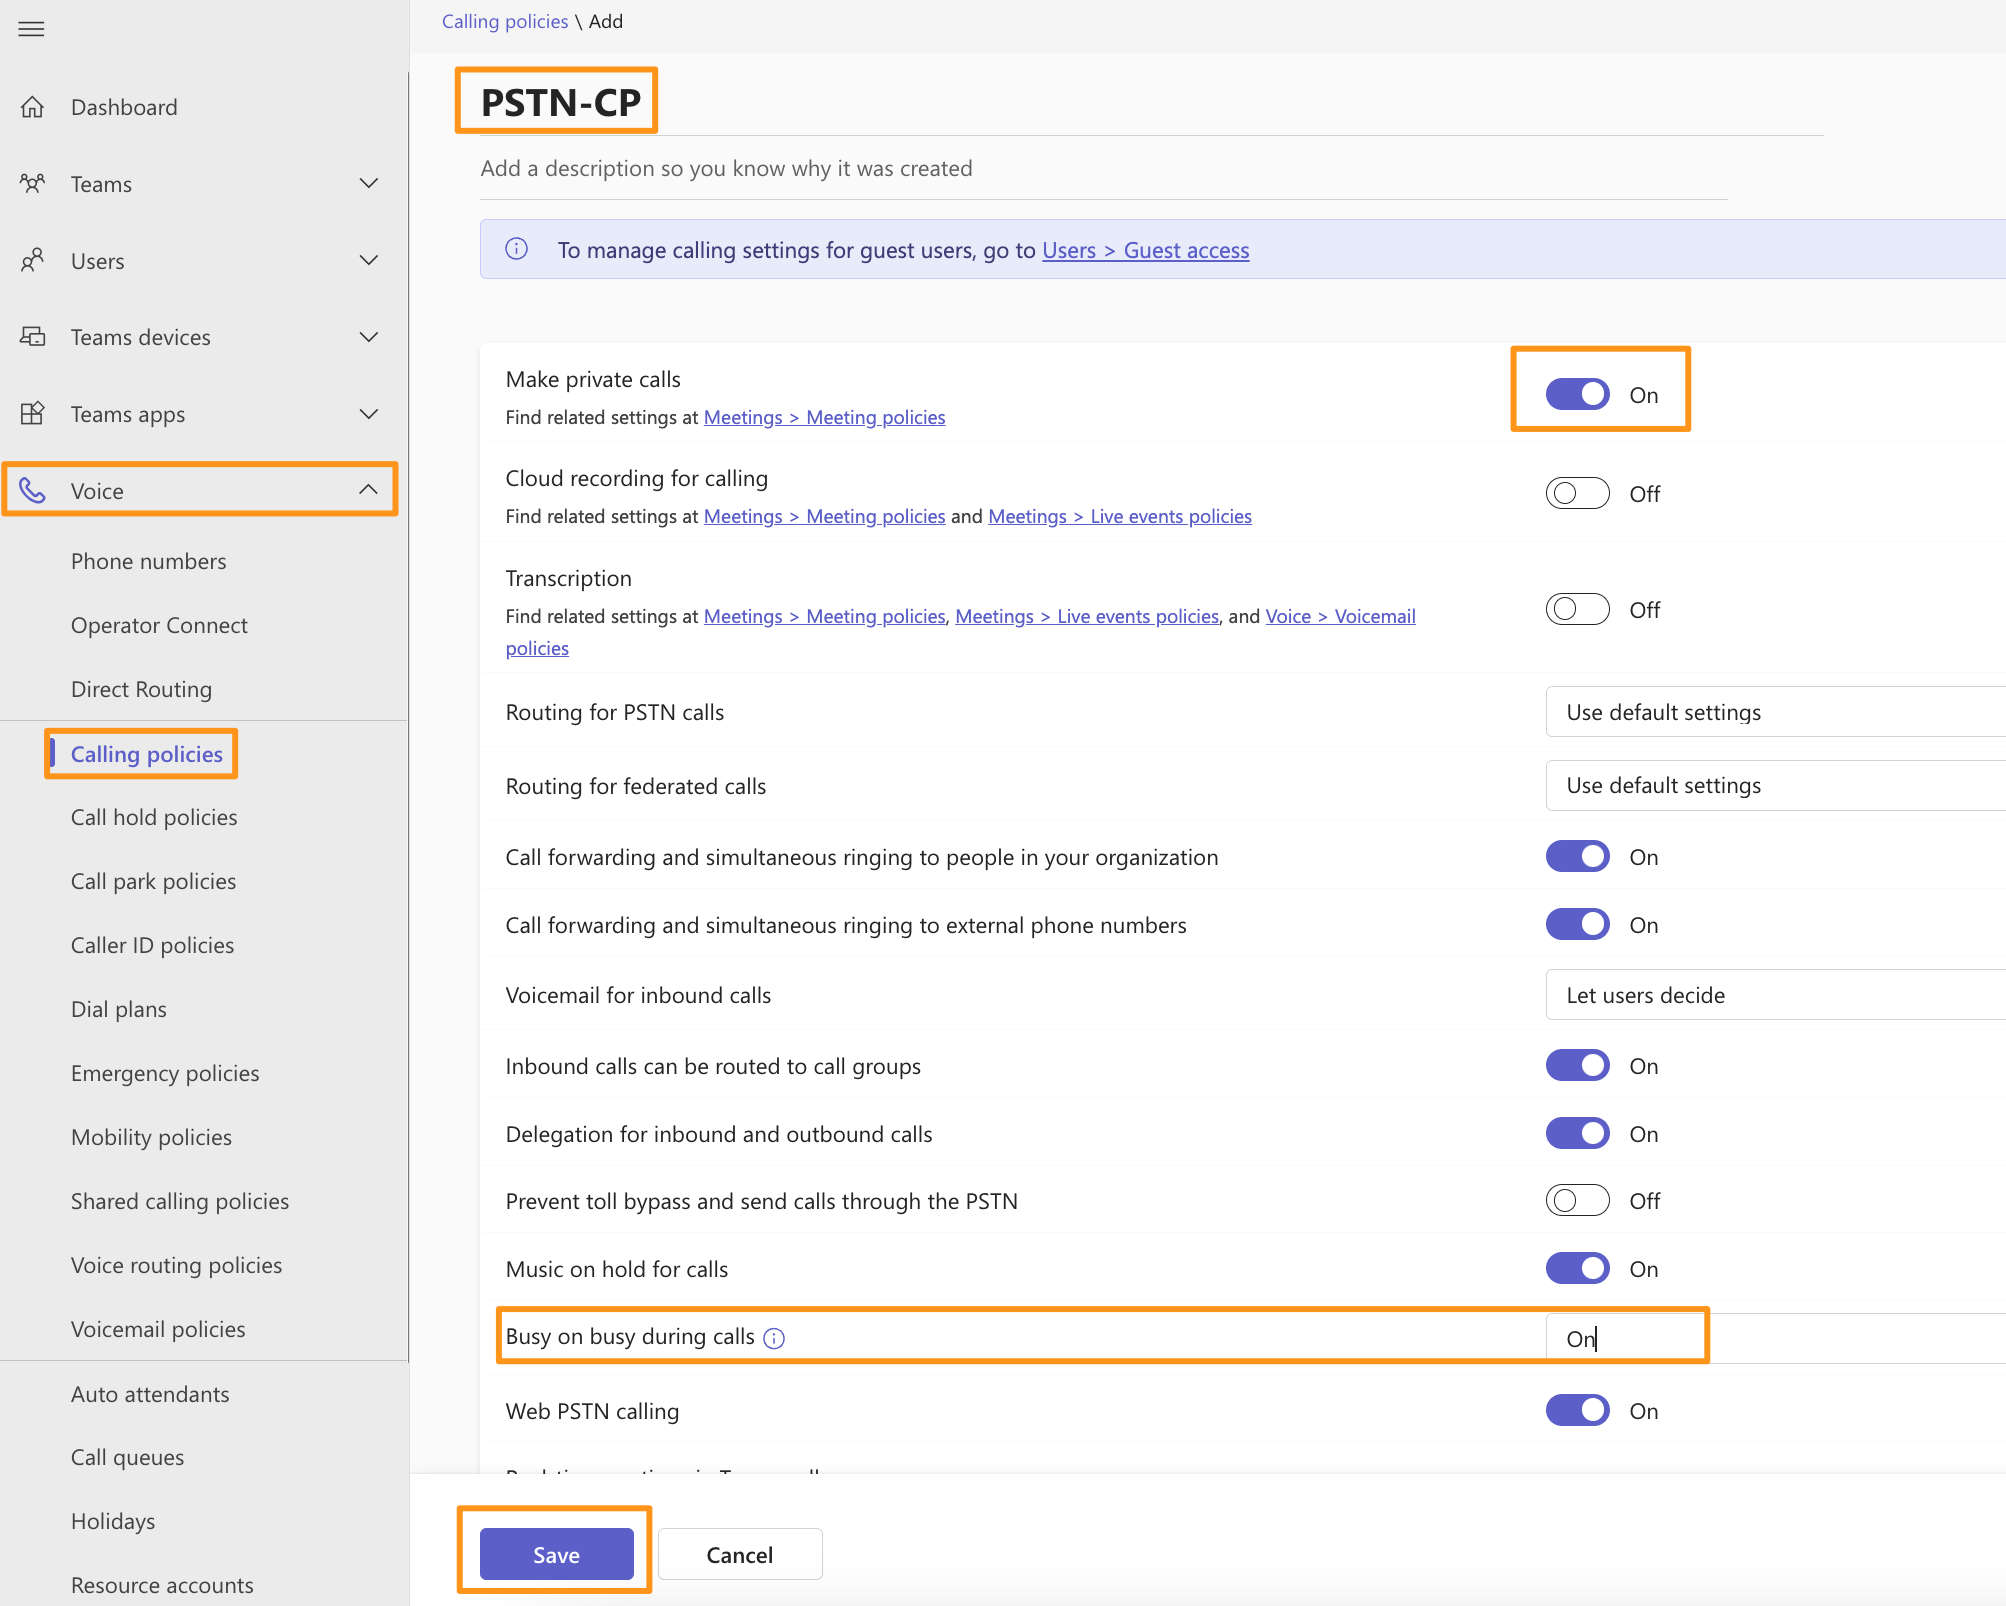 Dashboard
Teams
Users
Teams devices
Teams apps
Voice
Phone numbers
Operator Connect
Direct Routing
Calling policies
Call hold policies
Call park policies
Caller ID policies
Dial plans
Emergency policies
Mobility policies
Shared calling policies
Voice routing policies
Voicemail policies
Auto attendants
Call queues
Holidays
Resource accounts
Calling policies \ Add
PSTN-CP
Add a description so you know why it was created
To manage calling settings for guest users, go to Users > Guest access
Make private calls
Find related settings at Meetings > Meeting policies
On
Cloud recording for calling
Find related settings at Meetings > Meeting policies and Meetings > Live events policies
Off
Transcription
Find related settings at Meetings > Meeting policies, Meetings > Live events policies, and Voice > Voicemail
policies
Off
Routing for PSTN calls
Use default settings
Routing for federated calls
Use default settings
Call forwarding and simultaneous ringing to people in your organization
On
Call forwarding and simultaneous ringing to external phone numbers
On
Voicemail for inbound calls
Let users decide
Inbound calls can be routed to call groups
On
Delegation for inbound and outbound calls
On
Prevent toll bypass and send calls through the PSTN
Off
Music on hold for calls
On
Busy on busy during calls
On
Web PSTN calling
On
Save
Cancel